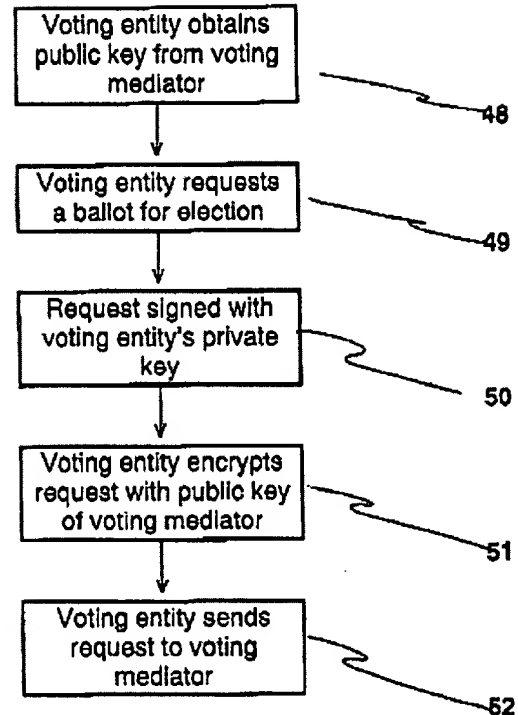 Voting entity obtains
public key from voting
mediator
48
Voting entity requests
a ballot for election
49
Request signed with
voting entity's private
key
50
Voting entity encrypts
request with public key
of voting mediator
51
Voting entity sends
request to voting
mediator
52